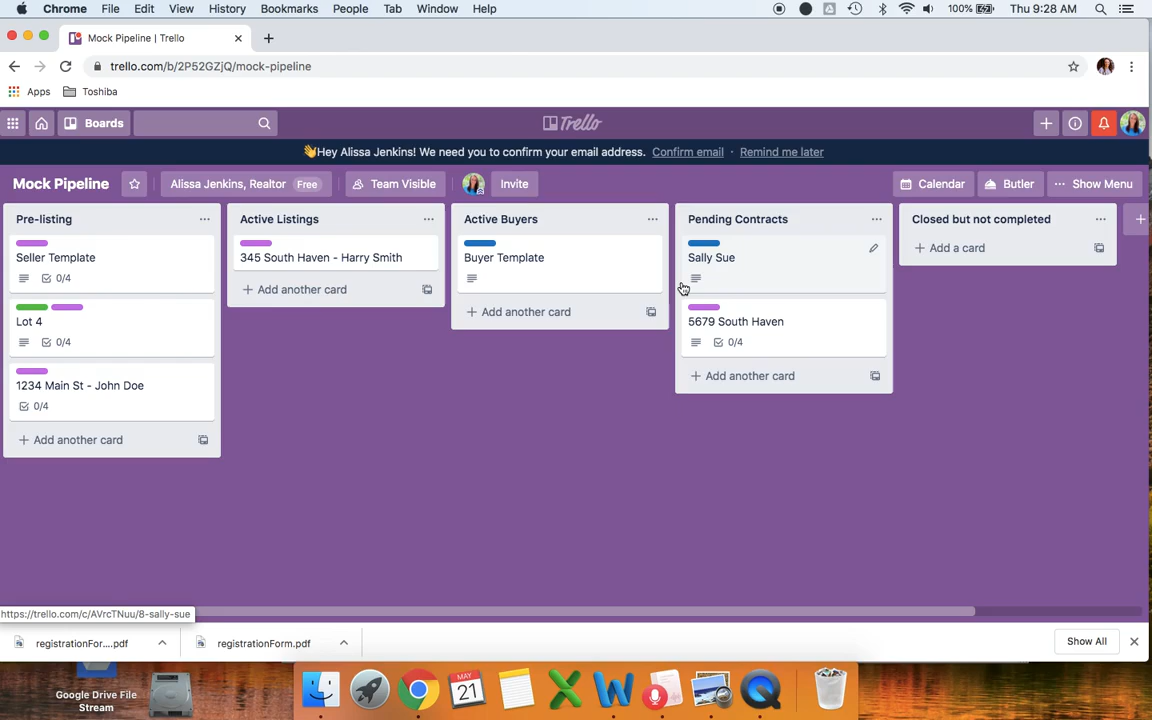 Chrome File Edit View History Bookmarks People Tab Window Help 100% Thu 9:28 AM
Mock Pipeline | Trello
trello.com/b/2P52GZjQ/mock-pipeline
Apps Toshiba
Boards Trello
👋Hey Alissa Jenkins! We need you to confirm your email address. Confirm email · Remind me later
Mock Pipeline Alissa Jenkins, Realtor Free Team Visible Invite Calendar Butler ··· Show Menu
Pre-listing
Seller Template
0/4
Lot 4
0/4
1234 Main St - John Doe
0/4
+ Add another card
Active Listings
345 South Haven - Harry Smith
+ Add another card
Active Buyers
Buyer Template
+ Add another card
Pending Contracts
Sally Sue
5679 South Haven
0/4
+ Add another card
Closed but not completed
+ Add a card
https://trello.com/c/AVrcTNuu/8-sally-sue
registrationFor....pdf registrationForm.pdf Show All
MAY
21
Google Drive File
Stream